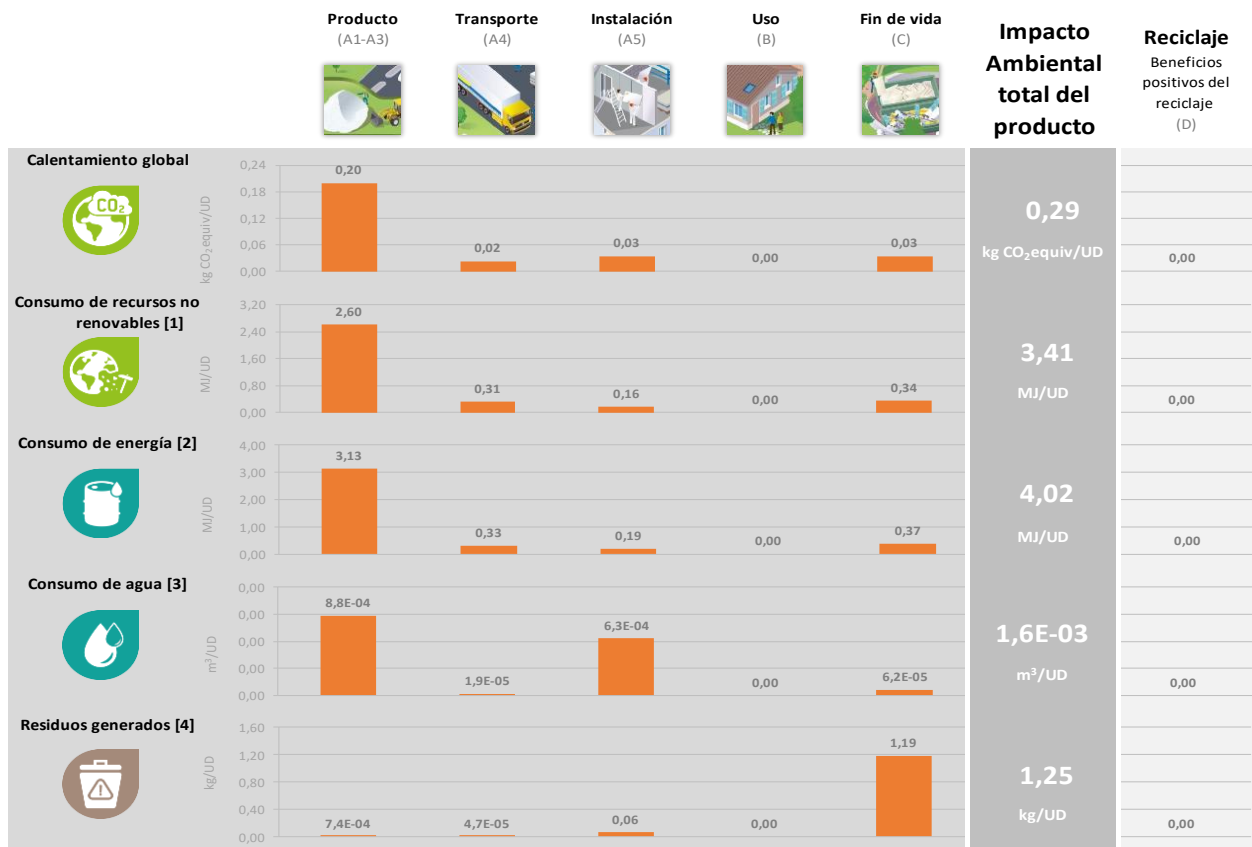 Producto
(A1-A3)
Transporte
(A4)
Instalación
(A5)
Uso
(B)
Fin de vida
(C)
Impacto
Ambiental
total del
producto
Reciclaje
Beneficios
positivos del
reciclaje
(D)
Calentamiento global
CO₂
kg CO₂equiv/UD
0,24
0,18
0,12
0,06
0,00
0,20
0,02
0,03
0,00
0,03
0,29
kg CO₂equiv/UD
0,00
Consumo de recursos no
renovables [1]
MJ/UD
3,20
2,40
1,60
0,80
0,00
2,60
0,31
0,16
0,00
0,34
3,41
MJ/UD
0,00
Consumo de energía [2]
MJ/UD
4,00
3,00
2,00
1,00
0,00
3,13
0,33
0,19
0,00
0,37
4,02
MJ/UD
0,00
Consumo de agua [3]
m³/UD
0,00
0,00
0,00
0,00
0,00
8,8E-04
1,9E-05
6,3E-04
0,00
6,2E-05
1,6E-03
m³/UD
0,00
Residuos generados [4]
kg/UD
1,60
1,20
0,80
0,40
0,00
7,4E-04
4,7E-05
0,06
0,00
1,19
1,25
kg/UD
0,00